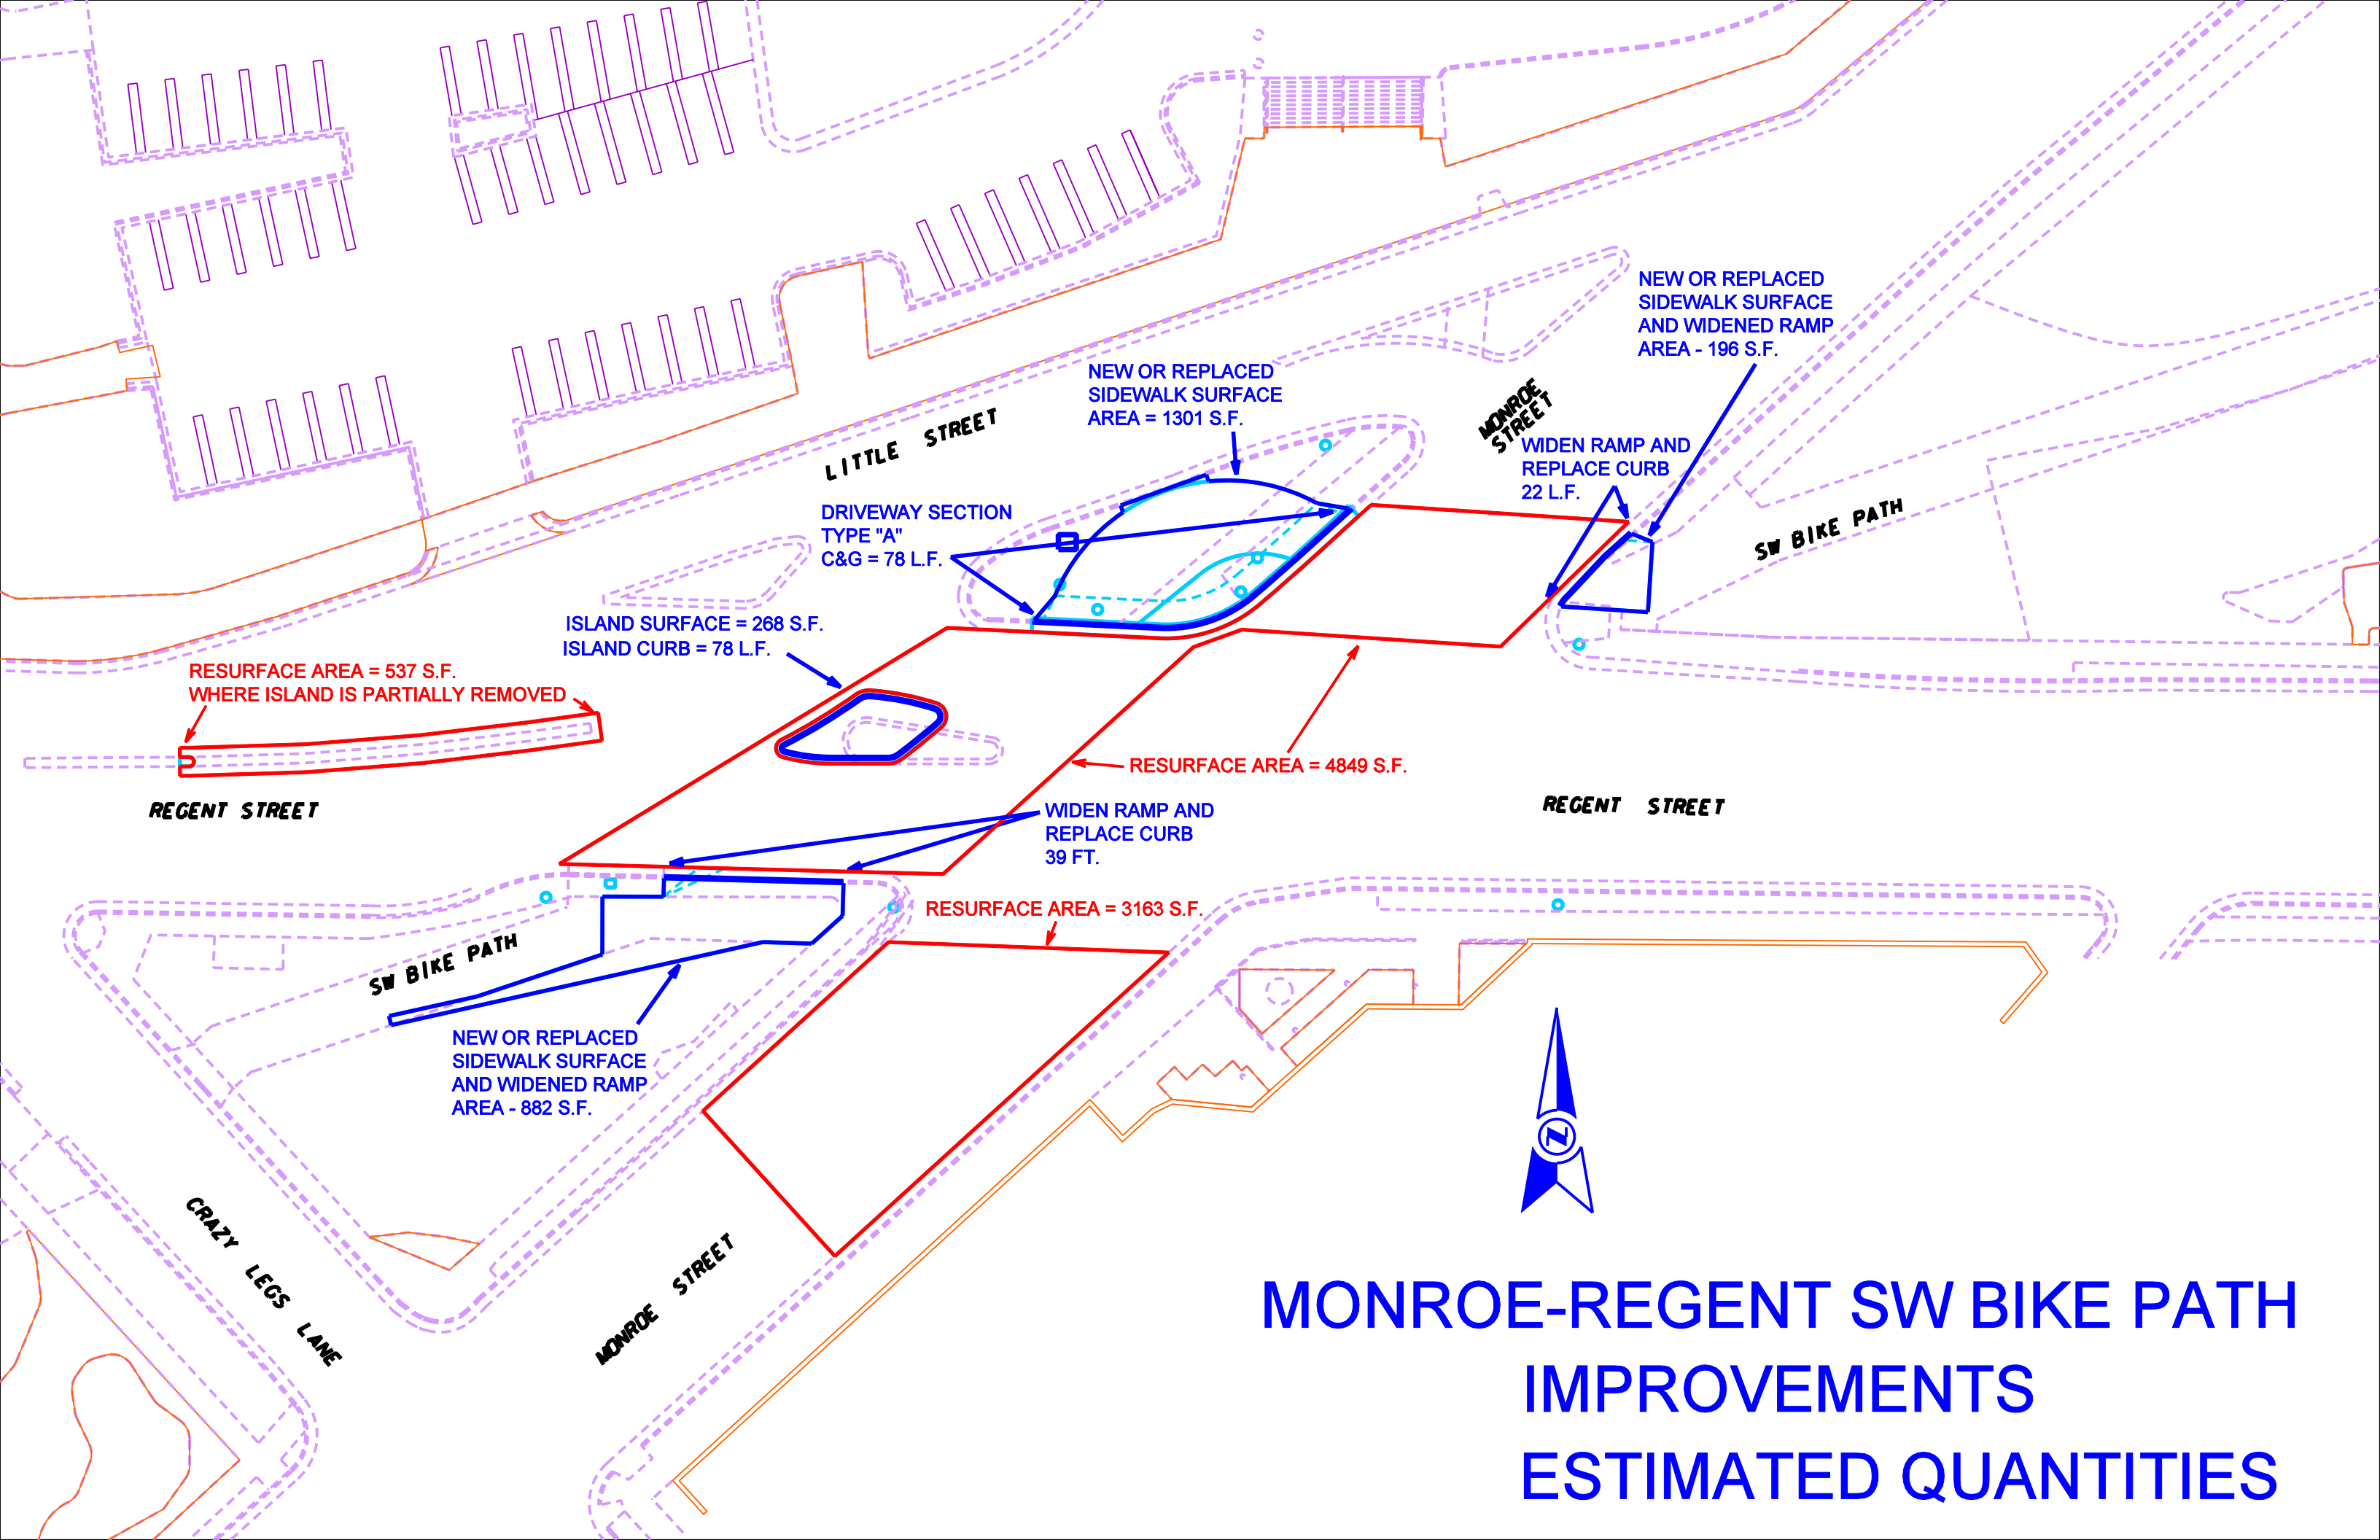 NEW OR REPLACED
SIDEWALK SURFACE
AND WIDENED RAMP
AREA - 196 S.F.
NEW OR REPLACED
SIDEWALK SURFACE
AREA = 1301 S.F.
MONROE
STREET
LITTLE STREET
WIDEN RAMP AND
REPLACE CURB
22 L.F.
DRIVEWAY SECTION
TYPE "A"
C&G = 78 L.F.
SW BIKE PATH
ISLAND SURFACE = 268 S.F.
ISLAND CURB = 78 L.F.
RESURFACE AREA = 537 S.F.
WHERE ISLAND IS PARTIALLY REMOVED
RESURFACE AREA = 4849 S.F.
REGENT STREET
REGENT STREET
WIDEN RAMP AND
REPLACE CURB
39 FT.
RESURFACE AREA = 3163 S.F.
SW BIKE PATH
NEW OR REPLACED
SIDEWALK SURFACE
AND WIDENED RAMP
AREA - 882 S.F.
N
CRAZY LEGS LANE
MONROE STREET
MONROE-REGENT SW BIKE PATH
IMPROVEMENTS
ESTIMATED QUANTITIES